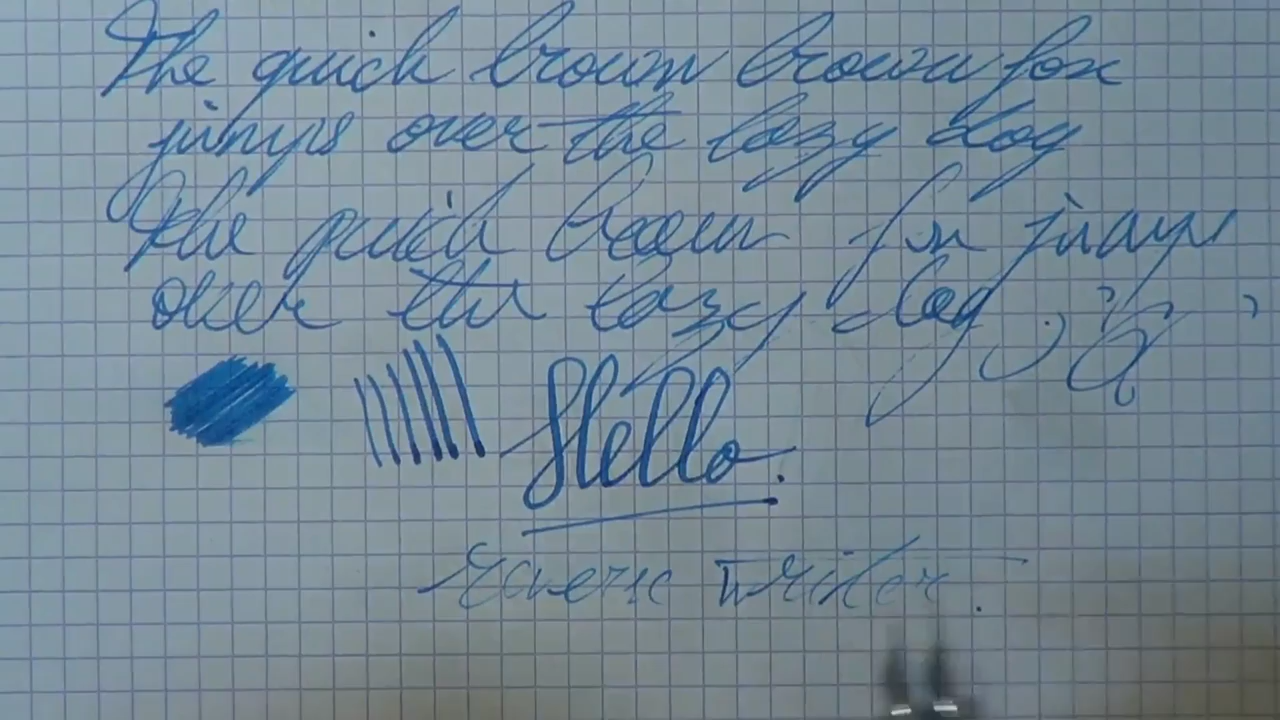 The quick brown brown fox
jumps over the lazy dog
The quick brown fox jumps
over the lazy dog
Hello.
Reverse writer.